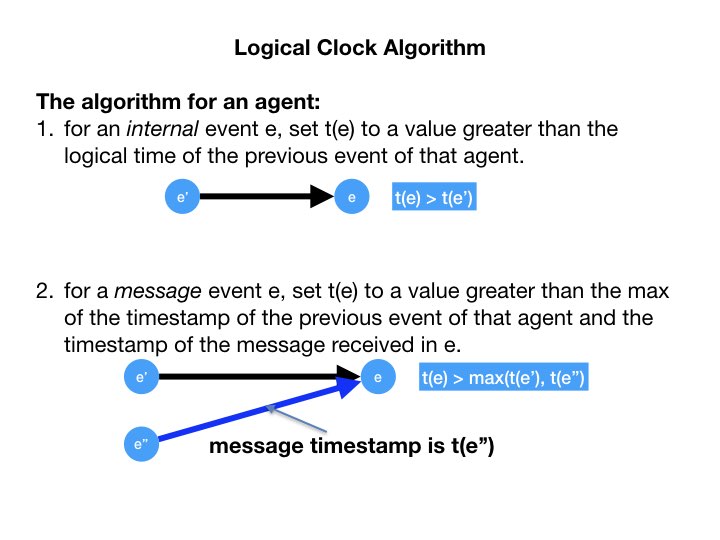 Logical Clock Algorithm
The algorithm for an agent:
1. for an internal event e, set t(e) to a value greater than the
logical time of the previous event of that agent.
e’ e t(e) > t(e’)
2. for a message event e, set t(e) to a value greater than the max
of the timestamp of the previous event of that agent and the
timestamp of the message received in e.
e’ e t(e) > max(t(e’), t(e”)
e” message timestamp is t(e”)